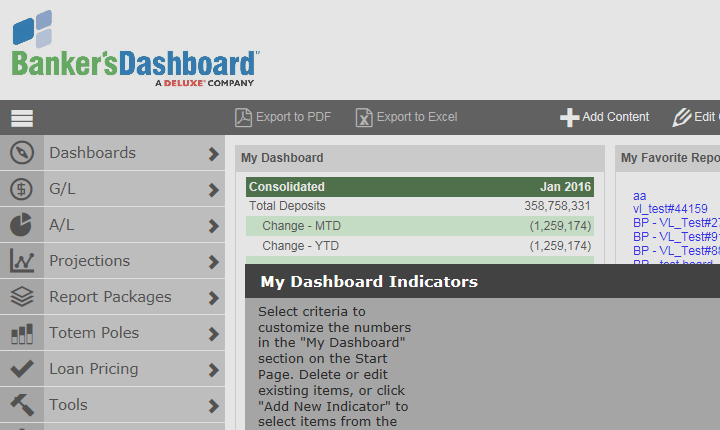 Banker'sDashboard™
A DELUXE® COMPANY
Export to PDF
Export to Excel
Add Content
Edit
Dashboards
G/L
A/L
Projections
Report Packages
Totem Poles
Loan Pricing
Tools
My Dashboard
Consolidated Jan 2016
Total Deposits 358,758,331
Change - MTD (1,259,174)
Change - YTD (1,259,174)
My Favorite Repo
aa
vl_test#44159
BP - VL_Test#27
BP - VL_Test#91
BP - VL_Test#88
BP - test board
My Dashboard Indicators
Select criteria to
customize the numbers
in the "My Dashboard"
section on the Start
Page. Delete or edit
existing items, or click
"Add New Indicator" to
select items from the